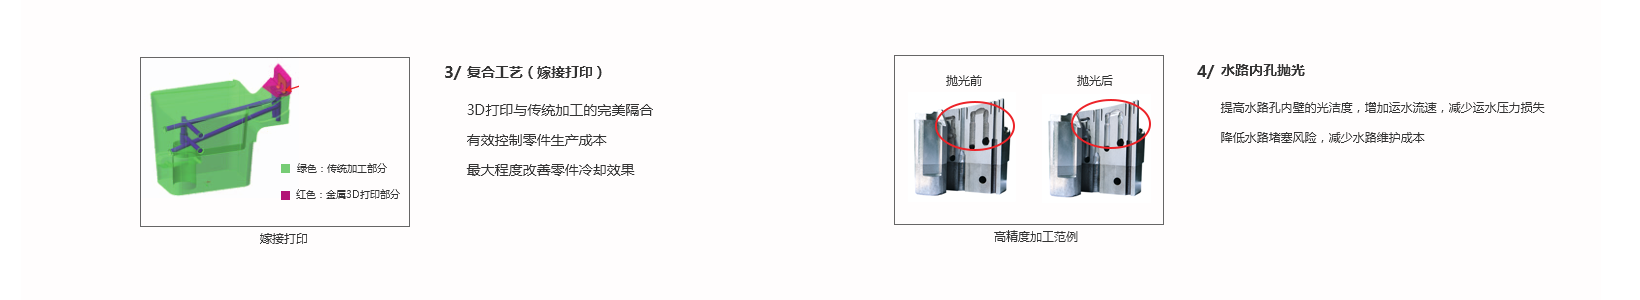 3/ 复合工艺（嫁接打印）
3D打印与传统加工的完美隔合
有效控制零件生产成本
最大程度改善零件冷却效果
绿色：传统加工部分
红色：金属3D打印部分
嫁接打印
4/ 水路内孔抛光
提高水路孔内壁的光洁度，增加运水流速，减少运水压力损失
降低水路堵塞风险，减少水路维护成本
抛光前
抛光后
高精度加工范例